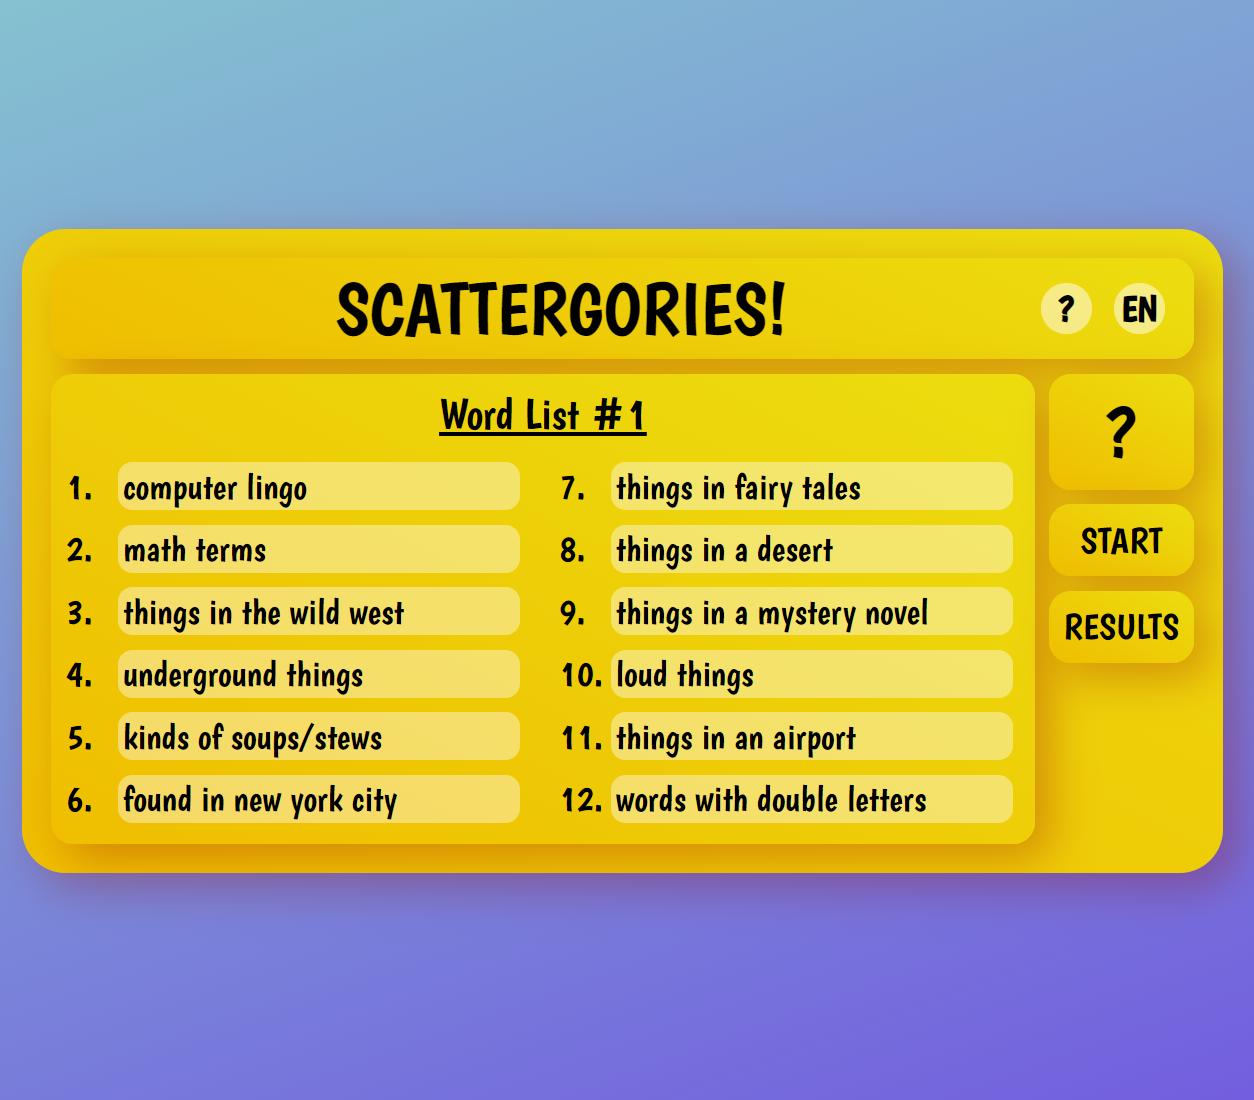 SCATTERGORIES!
?
EN
Word List #1
1. computer lingo
2. math terms
3. things in the wild west
4. underground things
5. kinds of soups/stews
6. found in new york city
7. things in fairy tales
8. things in a desert
9. things in a mystery novel
10. loud things
11. things in an airport
12. words with double letters
?
START
RESULTS